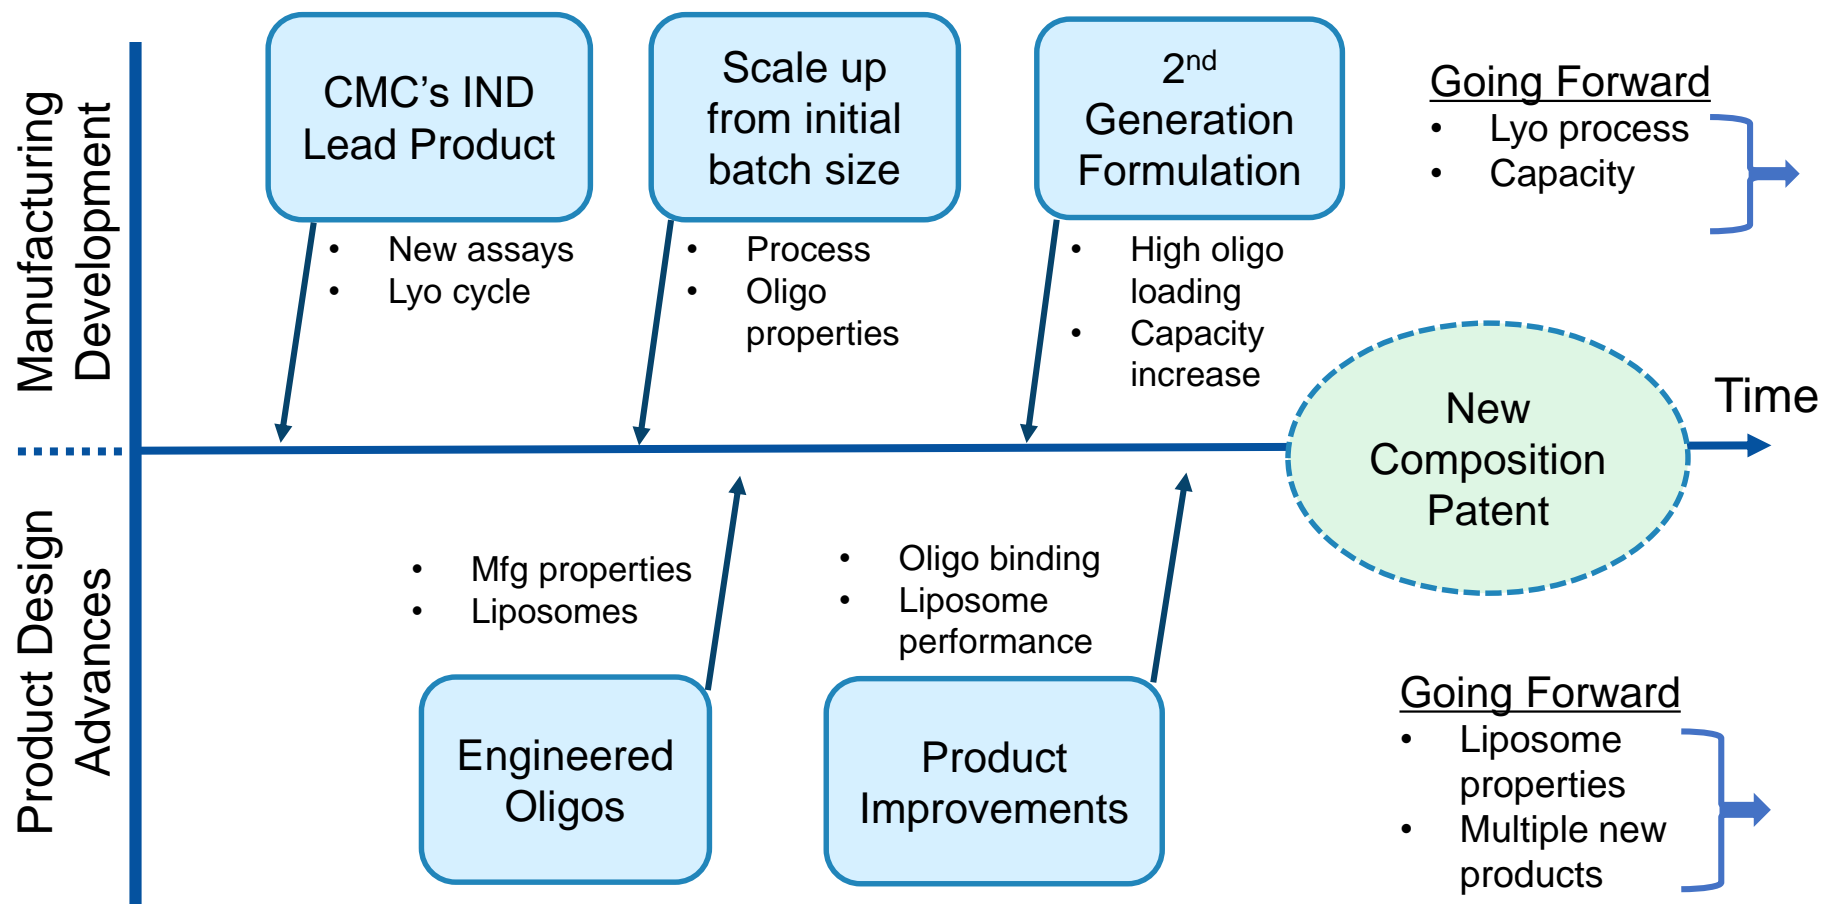 Manufacturing
Development
CMC’s IND
Lead Product
• New assays
• Lyo cycle
Scale up
from initial
batch size
• Process
• Oligo
properties
2nd
Generation
Formulation
• High oligo
loading
• Capacity
increase
Going Forward
• Lyo process
• Capacity
New
Composition
Patent
Time
Product Design
Advances
• Mfg properties
• Liposomes
Engineered
Oligos
• Oligo binding
• Liposome
performance
Product
Improvements
Going Forward
• Liposome
properties
• Multiple new
products